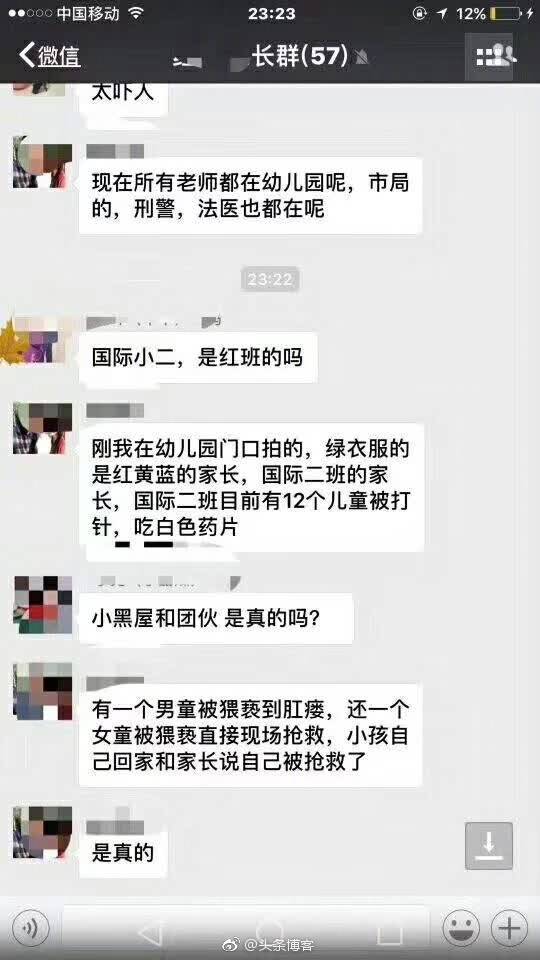 中国移动
23:23
12%
微信
长群(57)
太吓人
现在所有老师都在幼儿园呢，市局
的，刑警，法医也都在呢
23:22
国际小二，是红班的吗
刚我在幼儿园门口拍的，绿衣服的
是红黄蓝的家长，国际二班的家
长，国际二班目前有12个儿童被打
针，吃白色药片
小黑屋和团伙 是真的吗？
有一个男童被猥亵到肛瘘，还一个
女童被猥亵直接现场抢救，小孩自
己回家和家长说自己被抢救了
是真的
@头条博客